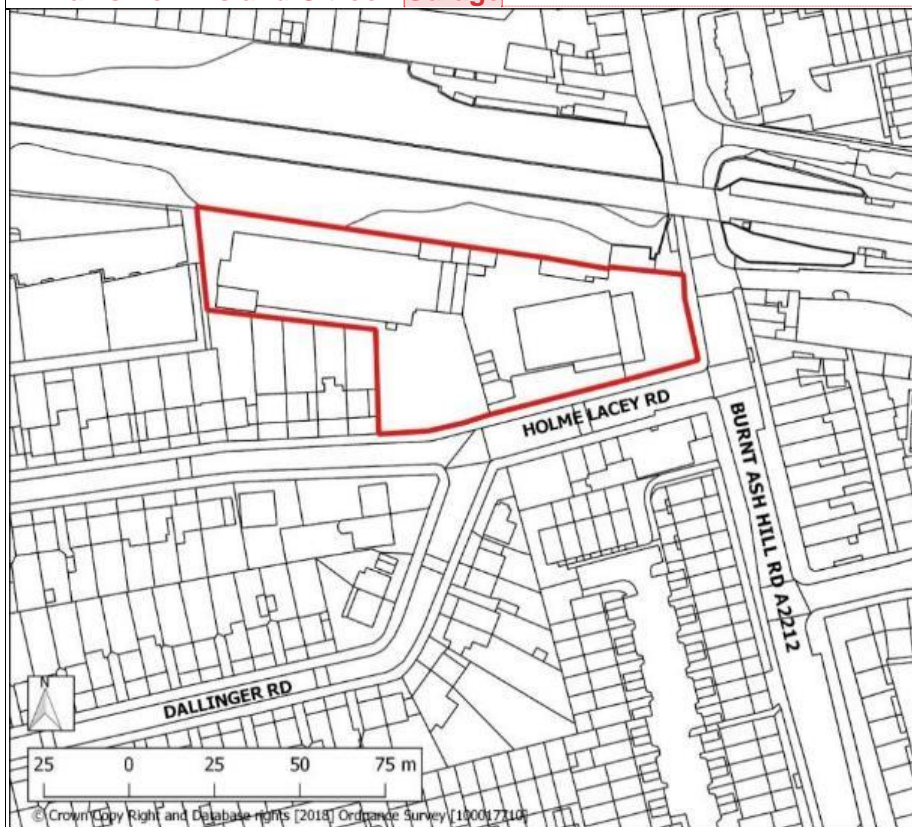 Garage
HOLME LACEY RD
BURNT ASH HILL RD A2212
DALLINGER RD
N
25 0 25 50 75 m
© Crown Copy Right and Database rights [2018] Ordnance Survey [100017710]